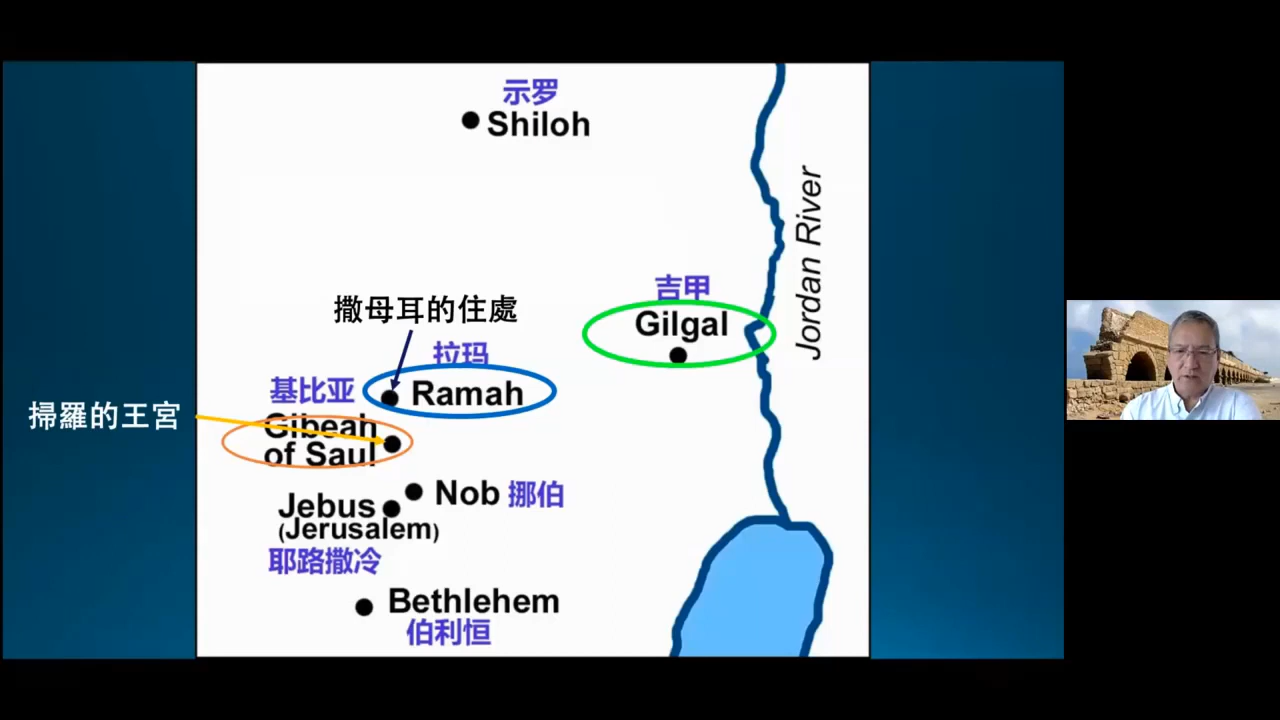 示罗
Shiloh
Jordan River
吉甲
Gilgal
撒母耳的住處
拉玛
Ramah
基比亚
掃羅的王宮
Gibeah
of Saul
Nob 挪伯
Jebus
(Jerusalem)
耶路撒冷
Bethlehem
伯利恒